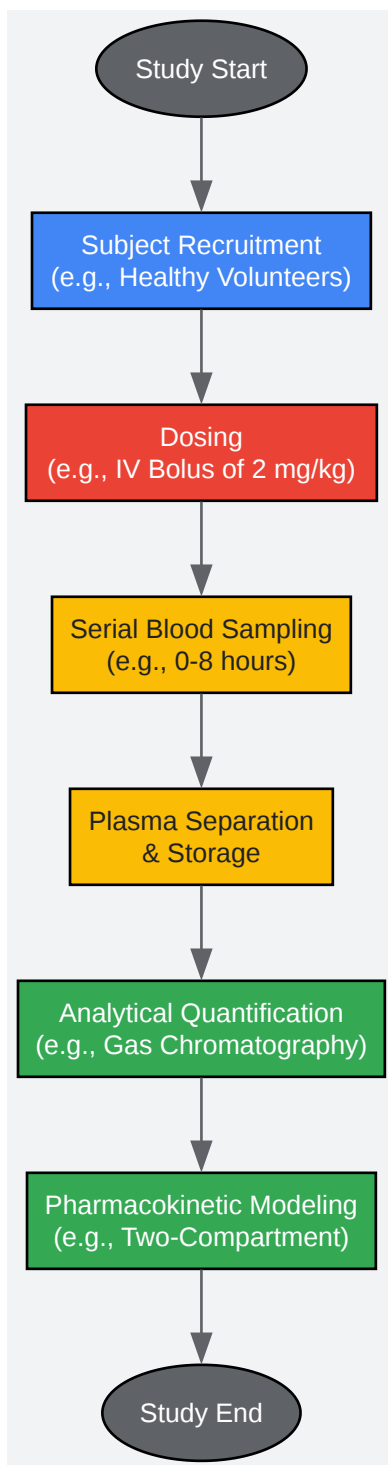 Study Start
Subject Recruitment
(e.g., Healthy Volunteers)
Dosing
(e.g., IV Bolus of 2 mg/kg)
Serial Blood Sampling
(e.g., 0-8 hours)
Plasma Separation
& Storage
Analytical Quantification
(e.g., Gas Chromatography)
Pharmacokinetic Modeling
(e.g., Two-Compartment)
Study End